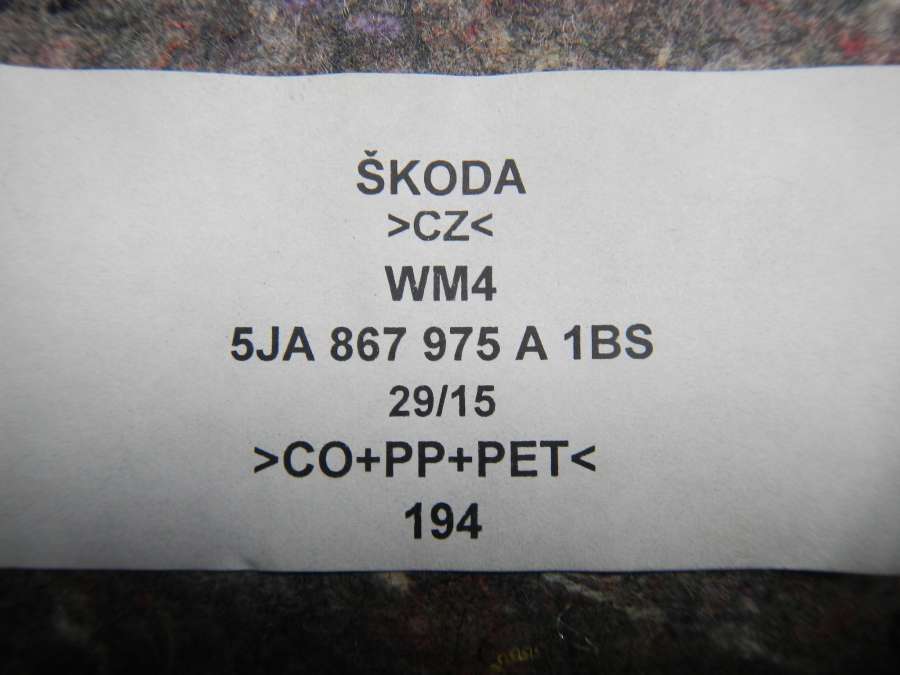 ŠKODA
>CZ<
WM4
5JA 867 975 A 1BS
29/15
>CO+PP+PET<
194